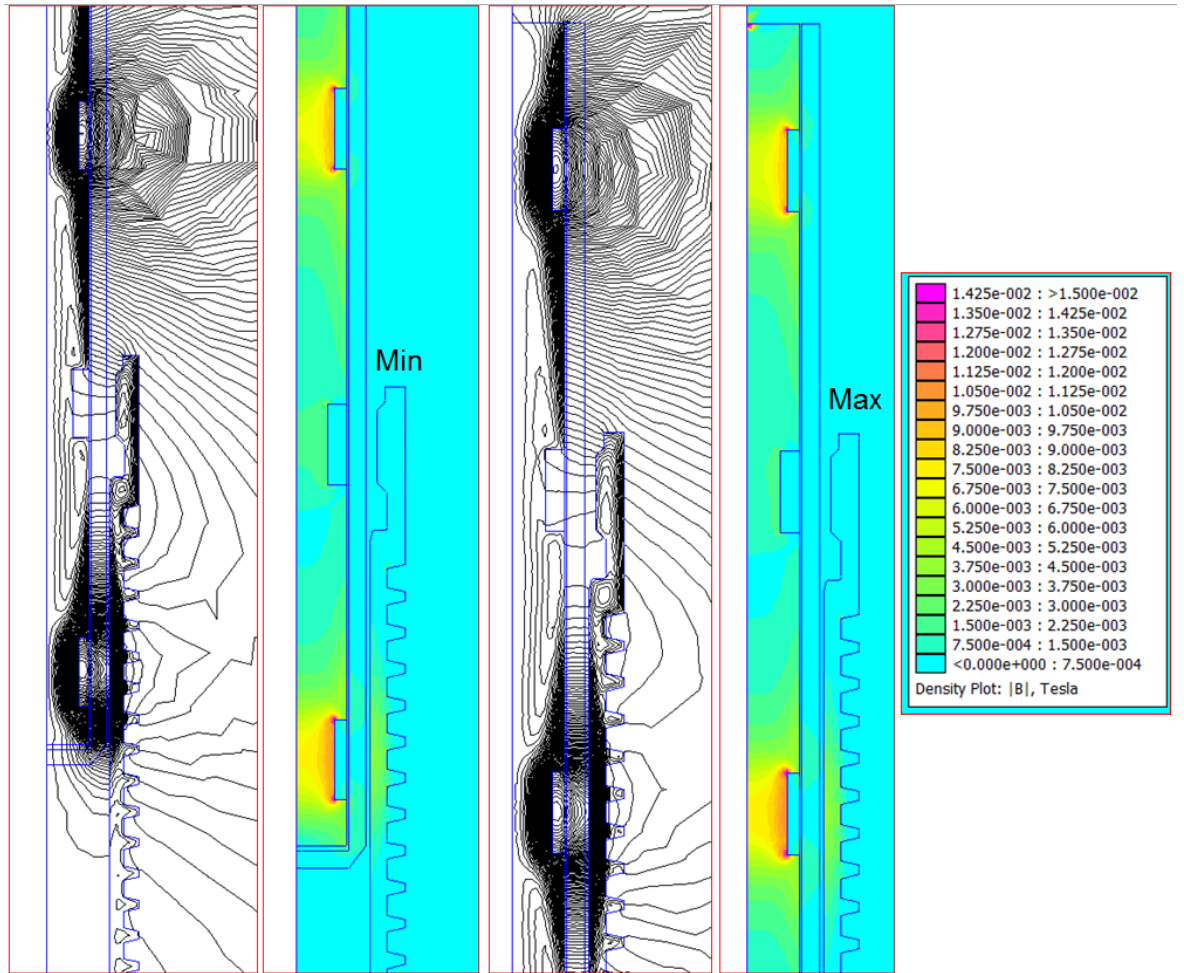 Min
Max
1.425e-002 : >1.500e-002
1.350e-002 : 1.425e-002
1.275e-002 : 1.350e-002
1.200e-002 : 1.275e-002
1.125e-002 : 1.200e-002
1.050e-002 : 1.125e-002
9.750e-003 : 1.050e-002
9.000e-003 : 9.750e-003
8.250e-003 : 9.000e-003
7.500e-003 : 8.250e-003
6.750e-003 : 7.500e-003
6.000e-003 : 6.750e-003
5.250e-003 : 6.000e-003
4.500e-003 : 5.250e-003
3.750e-003 : 4.500e-003
3.000e-003 : 3.750e-003
2.250e-003 : 3.000e-003
1.500e-003 : 2.250e-003
7.500e-004 : 1.500e-003
<0.000e+000 : 7.500e-004
Density Plot: |B|, Tesla